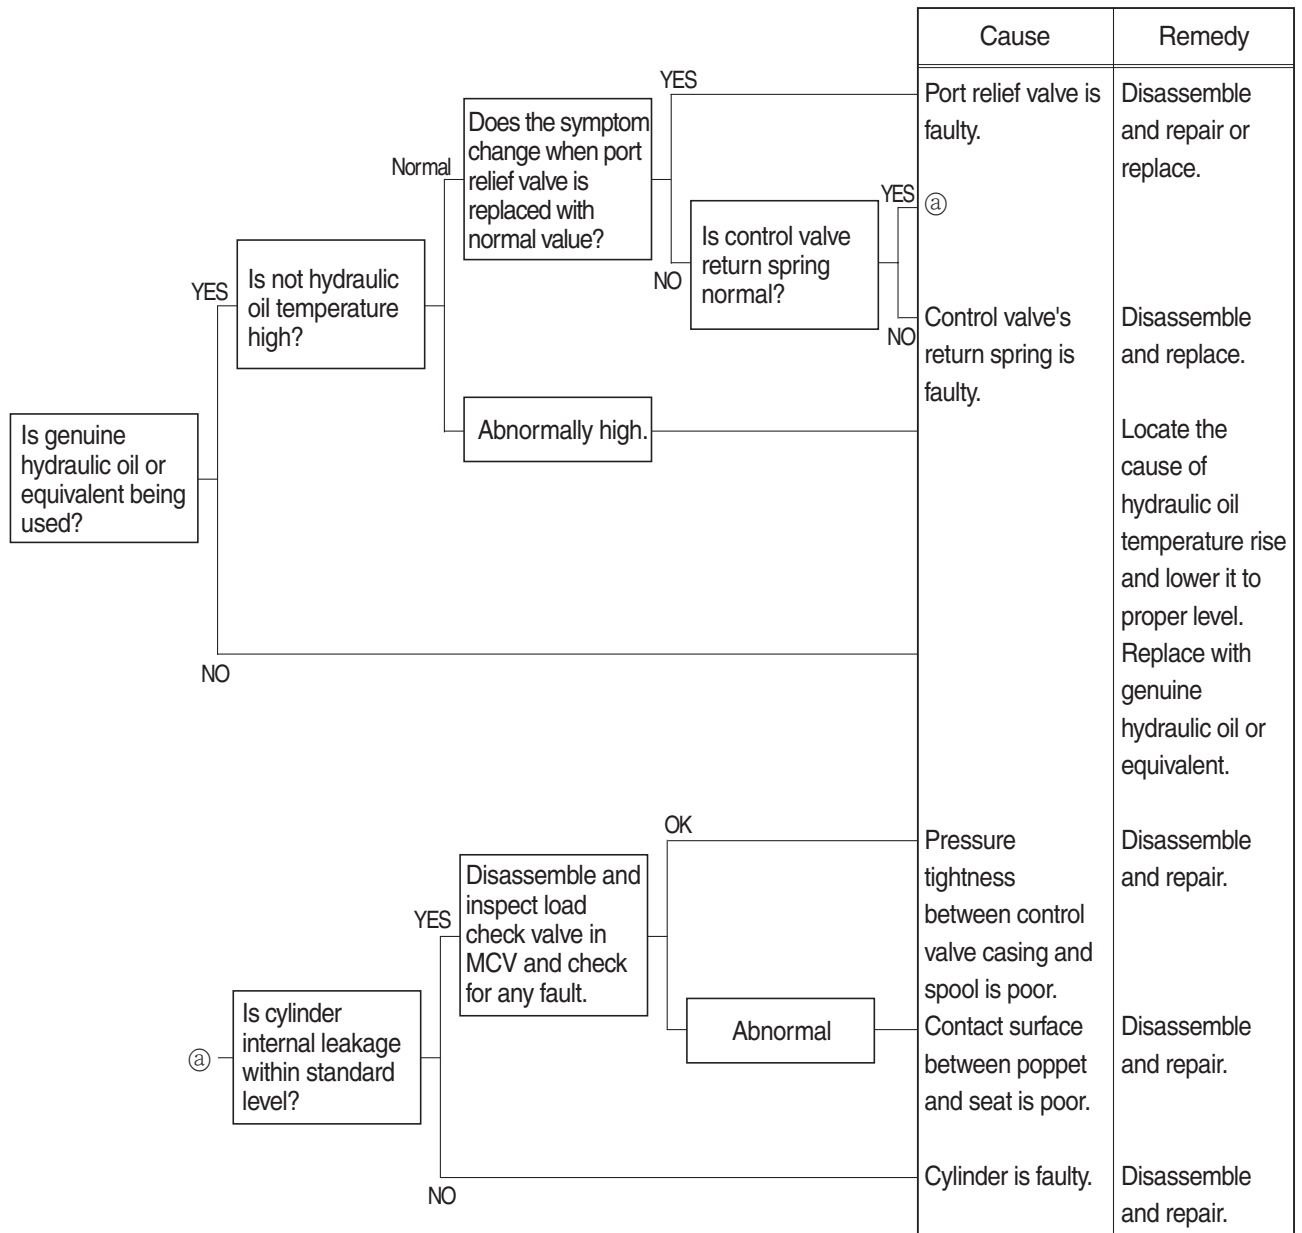 Cause
Remedy
YES
Port relief valve is
faulty.
Disassemble
and repair or
replace.
Does the symptom
change when port
relief valve is
replaced with
normal value?
Normal
YES
ⓐ
Is control valve
return spring
normal?
NO
NO
Control valve's
return spring is
faulty.
Disassemble
and replace.
YES
Is not hydraulic
oil temperature
high?
Abnormally high.
Locate the
cause of
hydraulic oil
temperature rise
and lower it to
proper level.
Is genuine
hydraulic oil or
equivalent being
used?
NO
Replace with
genuine
hydraulic oil or
equivalent.
OK
Pressure
tightness
between control
valve casing and
spool is poor.
Disassemble
and repair.
YES
Disassemble and
inspect load
check valve in
MCV and check
for any fault.
Abnormal
Contact surface
between poppet
and seat is poor.
Disassemble
and repair.
ⓐ
Is cylinder
internal leakage
within standard
level?
NO
Cylinder is faulty.
Disassemble
and repair.